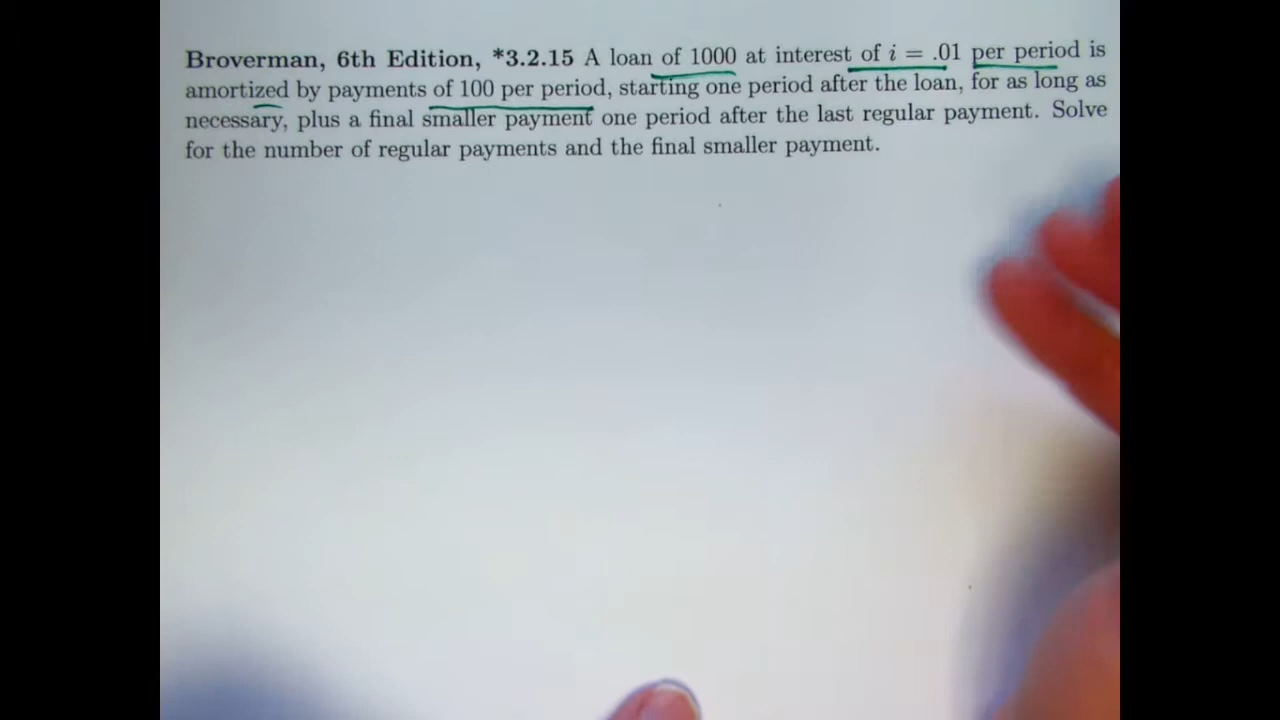 Broverman, 6th Edition, *3.2.15 A loan of 1000 at interest of i = .01 per period is
amortized by payments of 100 per period, starting one period after the loan, for as long as
necessary, plus a final smaller payment one period after the last regular payment. Solve
for the number of regular payments and the final smaller payment.